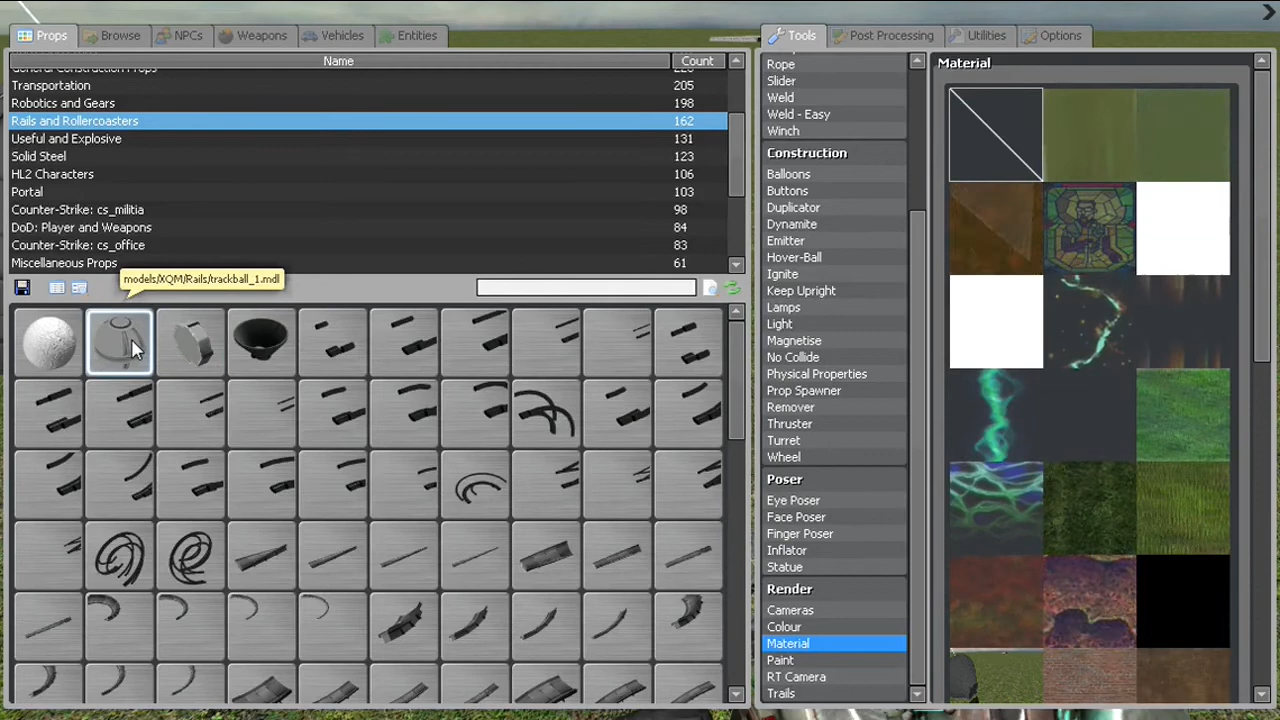 Props
Browse
NPCs
Weapons
Vehicles
Entities
Name
Count
General Construction Props 223
Transportation 205
Robotics and Gears 198
Rails and Rollercoasters 162
Useful and Explosive 131
Solid Steel 123
HL2 Characters 106
Portal 103
Counter-Strike: cs_militia 98
DoD: Player and Weapons 84
Counter-Strike: cs_office 83
Miscellaneous Props 61
models/XQM/Rails/trackball_1.mdl
Tools
Post Processing
Utilities
Options
Rope
Slider
Weld
Weld - Easy
Winch
Construction
Balloons
Buttons
Duplicator
Dynamite
Emitter
Hover-Ball
Ignite
Keep Upright
Lamps
Light
Magnetise
No Collide
Physical Properties
Prop Spawner
Remover
Thruster
Turret
Wheel
Poser
Eye Poser
Face Poser
Finger Poser
Inflator
Statue
Render
Cameras
Colour
Material
Paint
RT Camera
Trails
Material